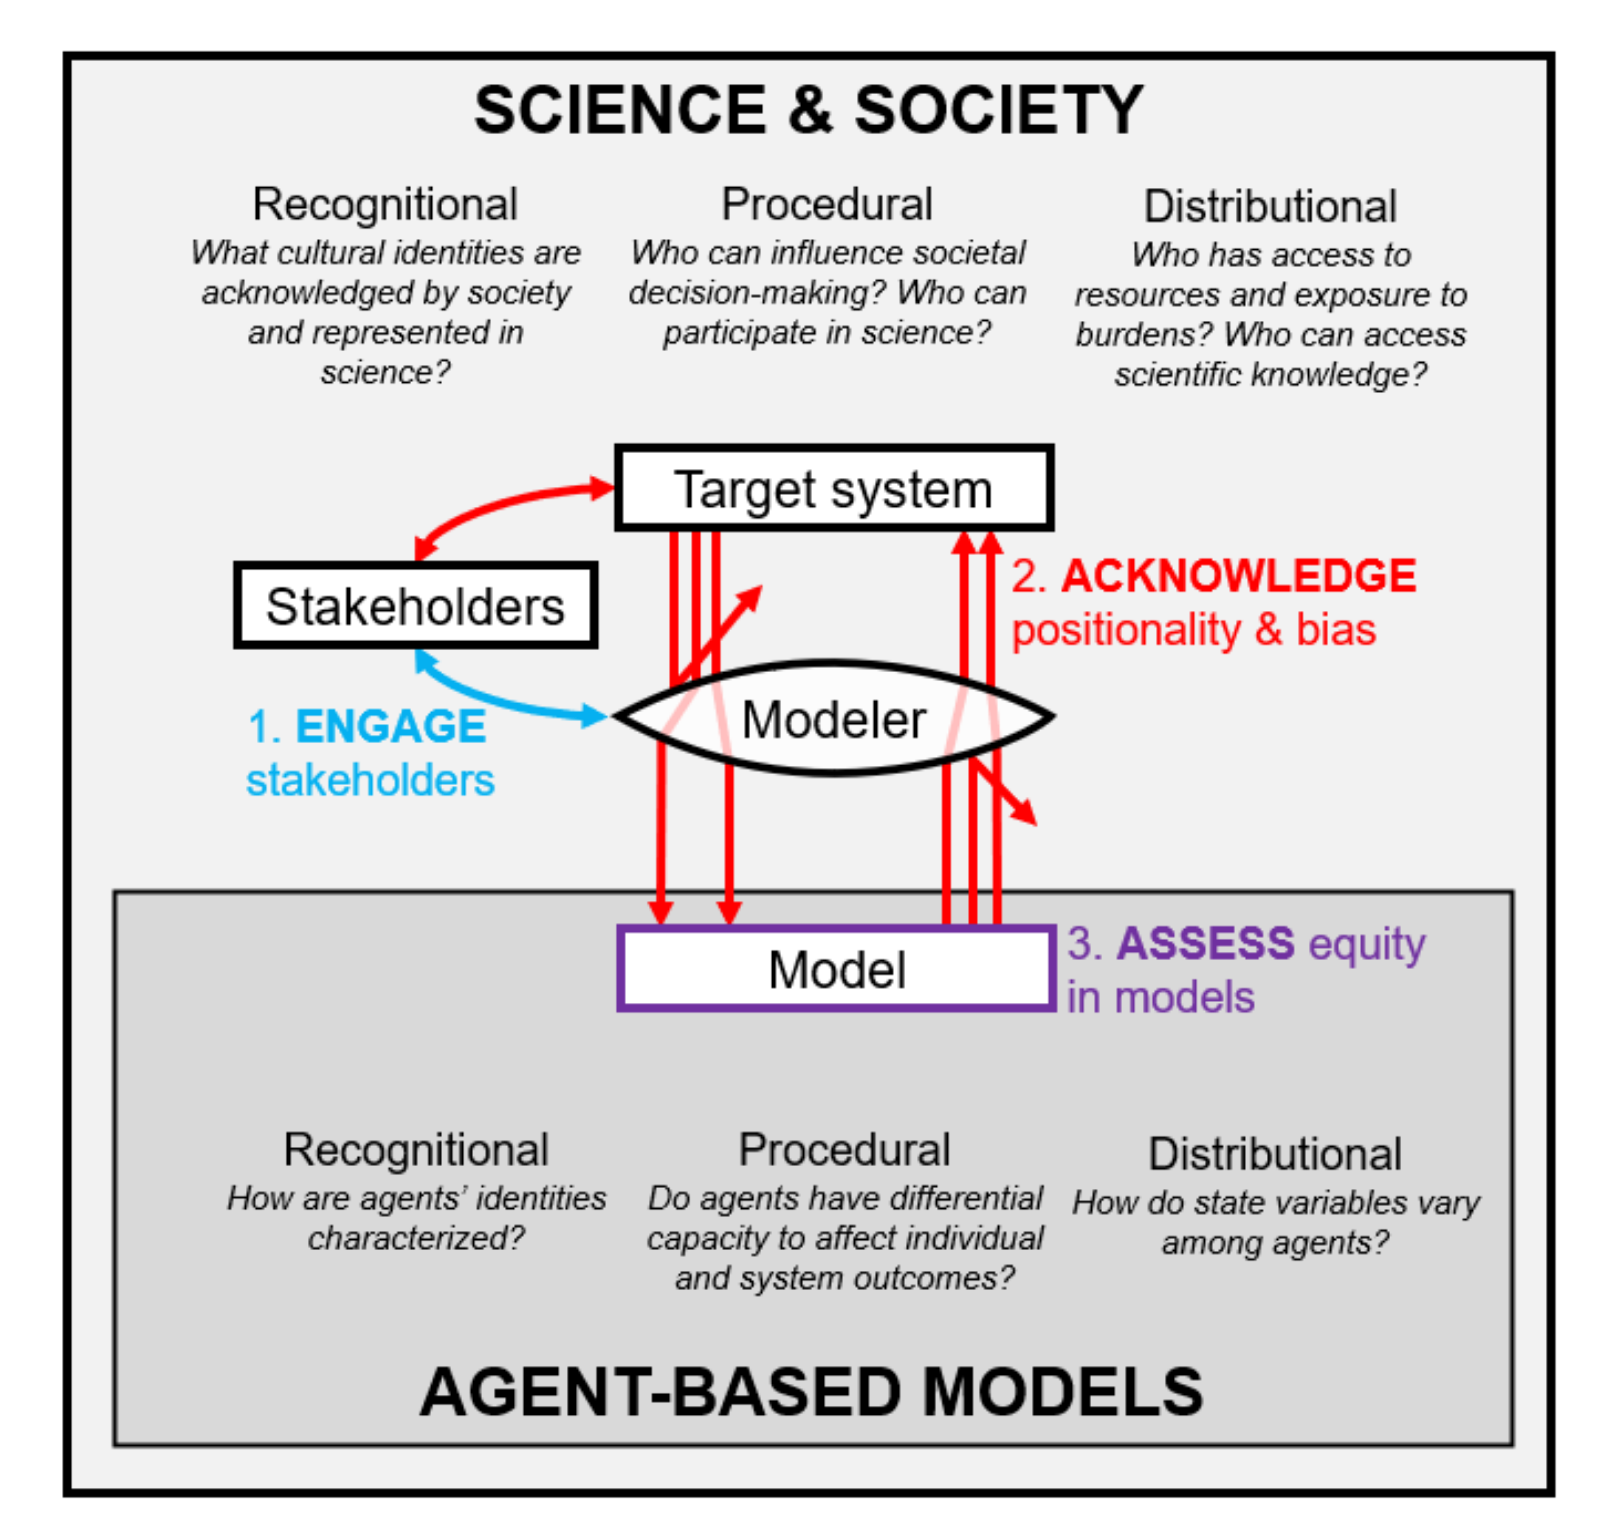 SCIENCE & SOCIETY
Recognitional
What cultural identities are
acknowledged by society
and represented in
science?
Procedural
Who can influence societal
decision-making? Who can
participate in science?
Distributional
Who has access to
resources and exposure to
burdens? Who can access
scientific knowledge?
Target system
Stakeholders
2. ACKNOWLEDGE
positionality & bias
1. ENGAGE
stakeholders
Modeler
Model
3. ASSESS equity
in models
Recognitional
How are agents’ identities
characterized?
Procedural
Do agents have differential
capacity to affect individual
and system outcomes?
Distributional
How do state variables vary
among agents?
AGENT-BASED MODELS